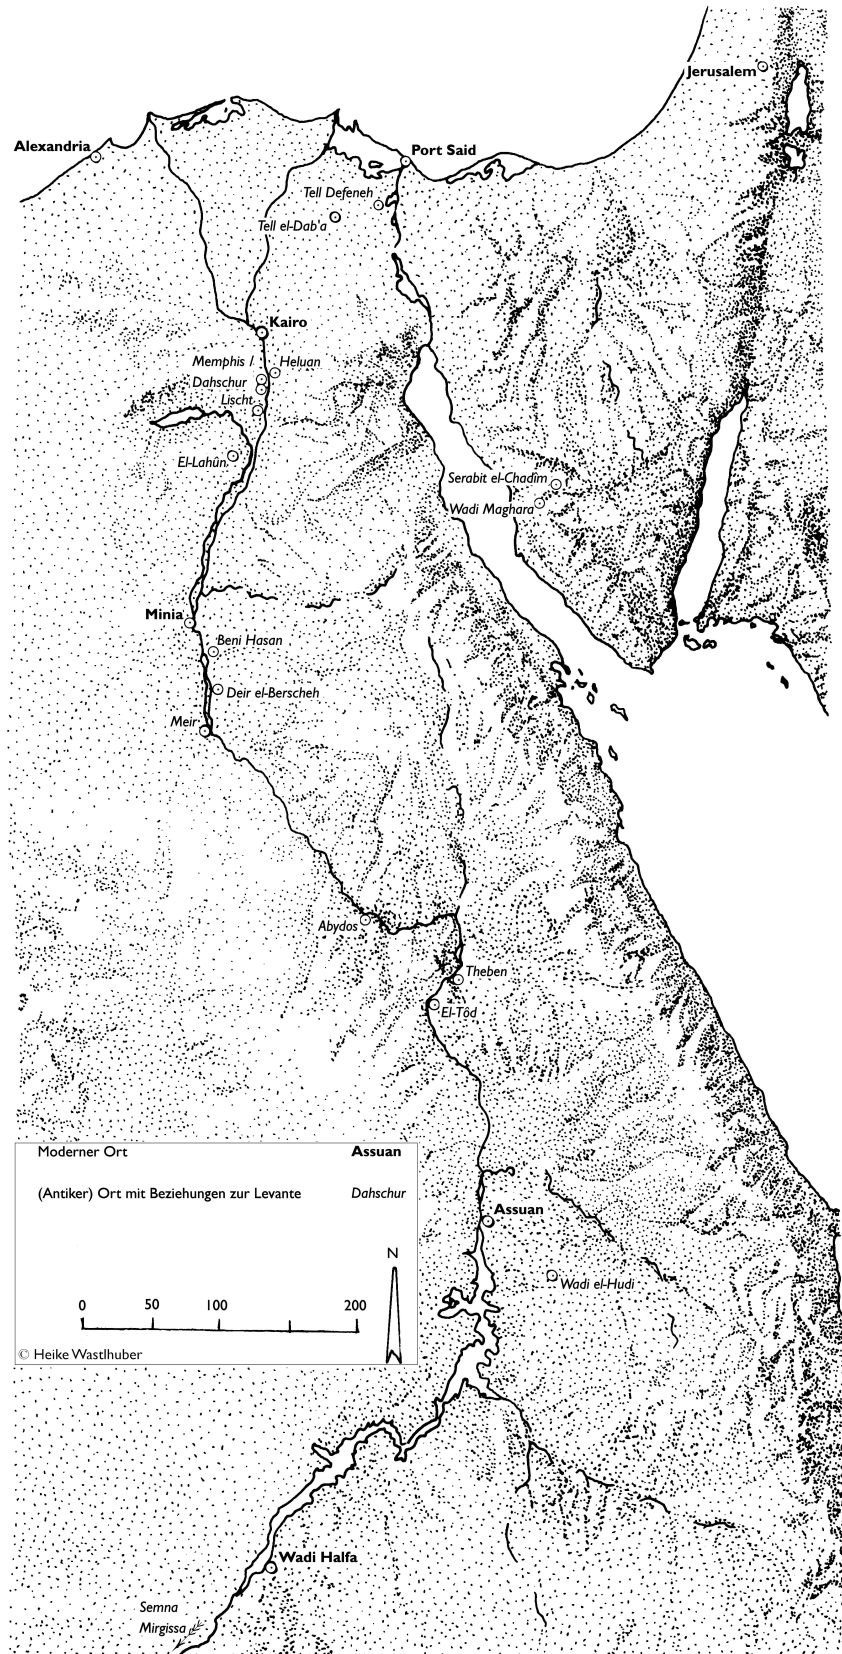 Jerusalem
Alexandria
Port Said
Tell Defeneh
Tell el-Dab'a
Kairo
Memphis /
Heluan
Dahschur
Lischt
El-Lahûn
Serabit el-Chadim
Wadi Maghara
Minia
Beni Hasan
Deir el-Berscheh
Meir
Abydos
Theben
El-Tôd
Moderner Ort Assuan
(Antiker) Ort mit Beziehungen zur Levante Dahschur
N
0 50 100 200
© Heike Wastlhuber
Assuan
Wadi el-Hudi
Wadi Halfa
Semna
Mirgissa